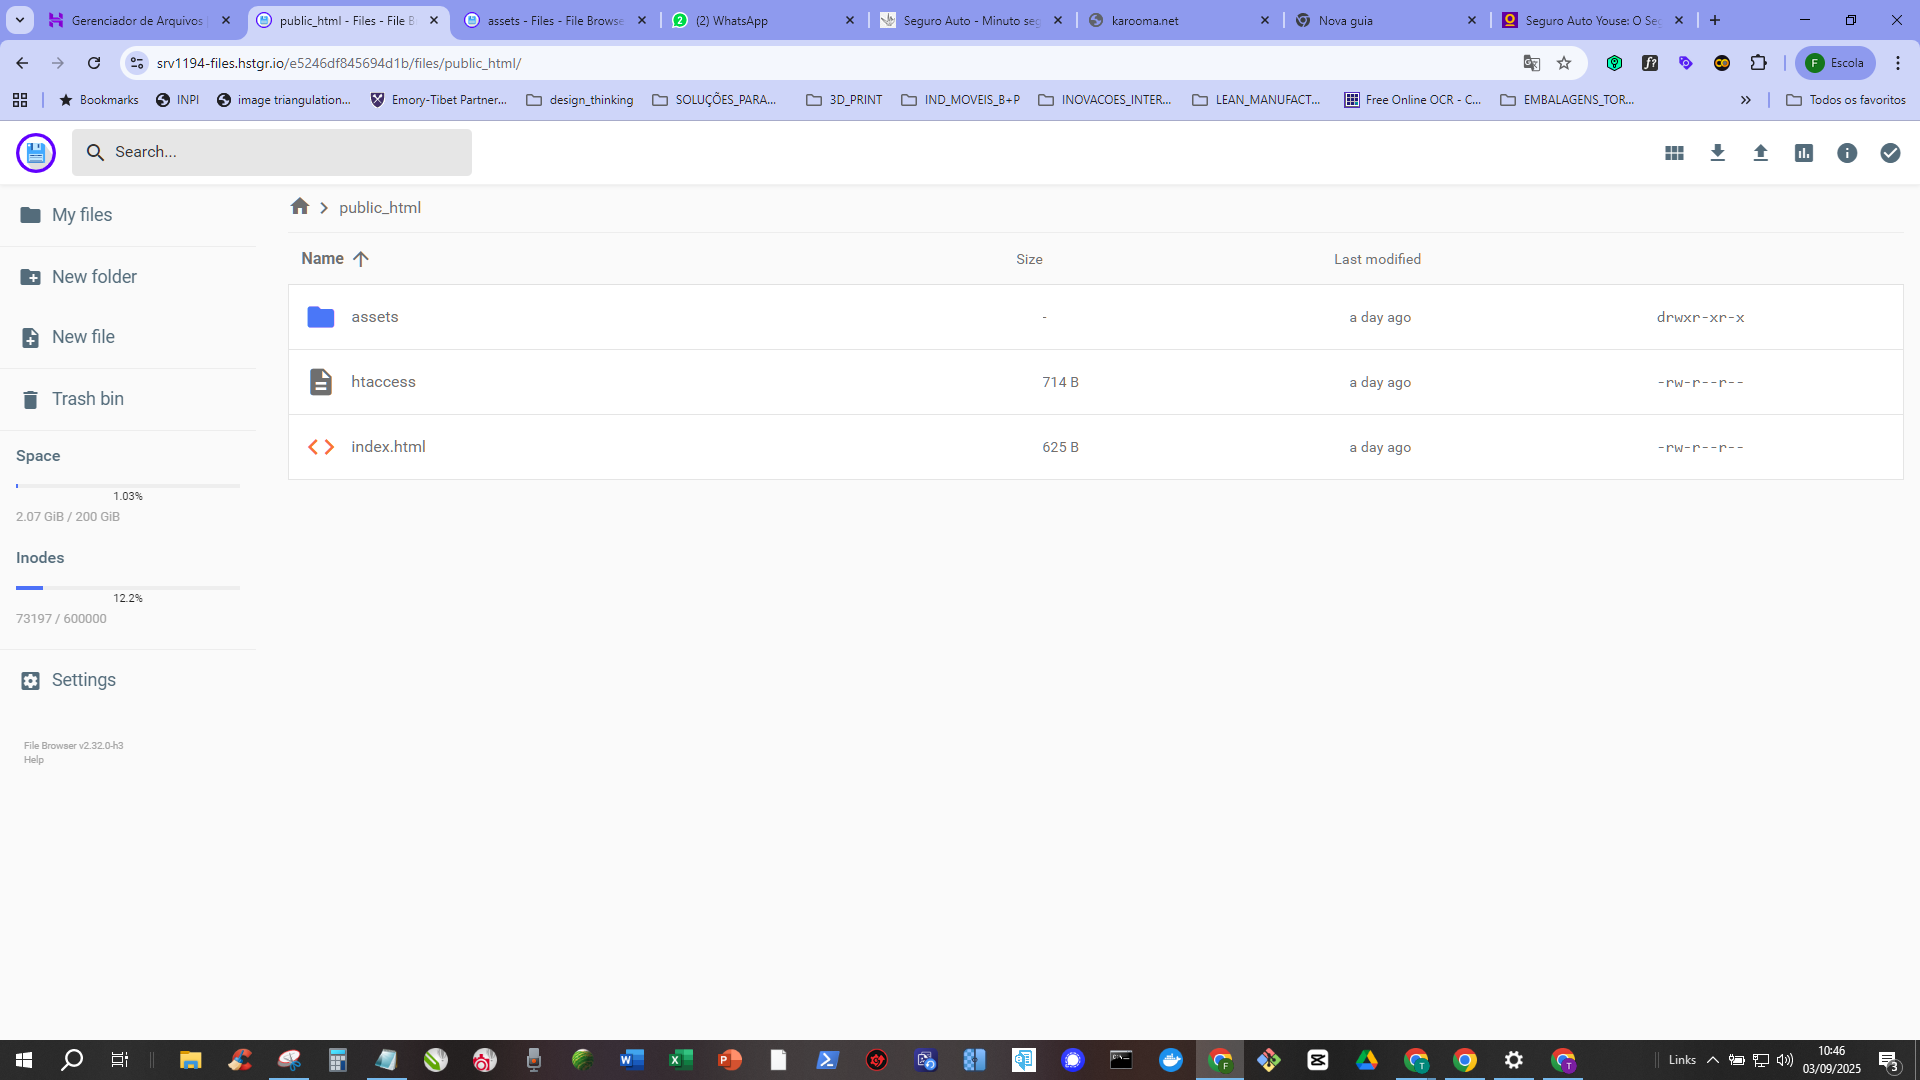 Gerenciador de Arquivos
public_html - Files - File B
assets - Files - File Browse
(2) WhatsApp
Seguro Auto - Minuto seg
karooma.net
Nova guia
Seguro Auto Youse: O Seg
srv1194-files.hstgr.io/e5246df845694d1b/files/public_html/
F Escola
Bookmarks
INPI
image triangulation...
Emory-Tibet Partner...
design_thinking
SOLUÇÕES_PARA...
3D_PRINT
IND_MOVEIS_B+P
INOVACOES_INTER...
LEAN_MANUFACT...
Free Online OCR - C...
EMBALAGENS_TOR...
Todos os favoritos
Search...
My files
New folder
New file
Trash bin
Space
1.03%
2.07 GiB / 200 GiB
Inodes
12.2%
73197 / 600000
Settings
File Browser v2.32.0-h3
Help
public_html
Name Size Last modified
assets - a day ago drwxr-xr-x
htaccess 714 B a day ago -rw-r--r--
index.html 625 B a day ago -rw-r--r--
Links
10:46
03/09/2025
3